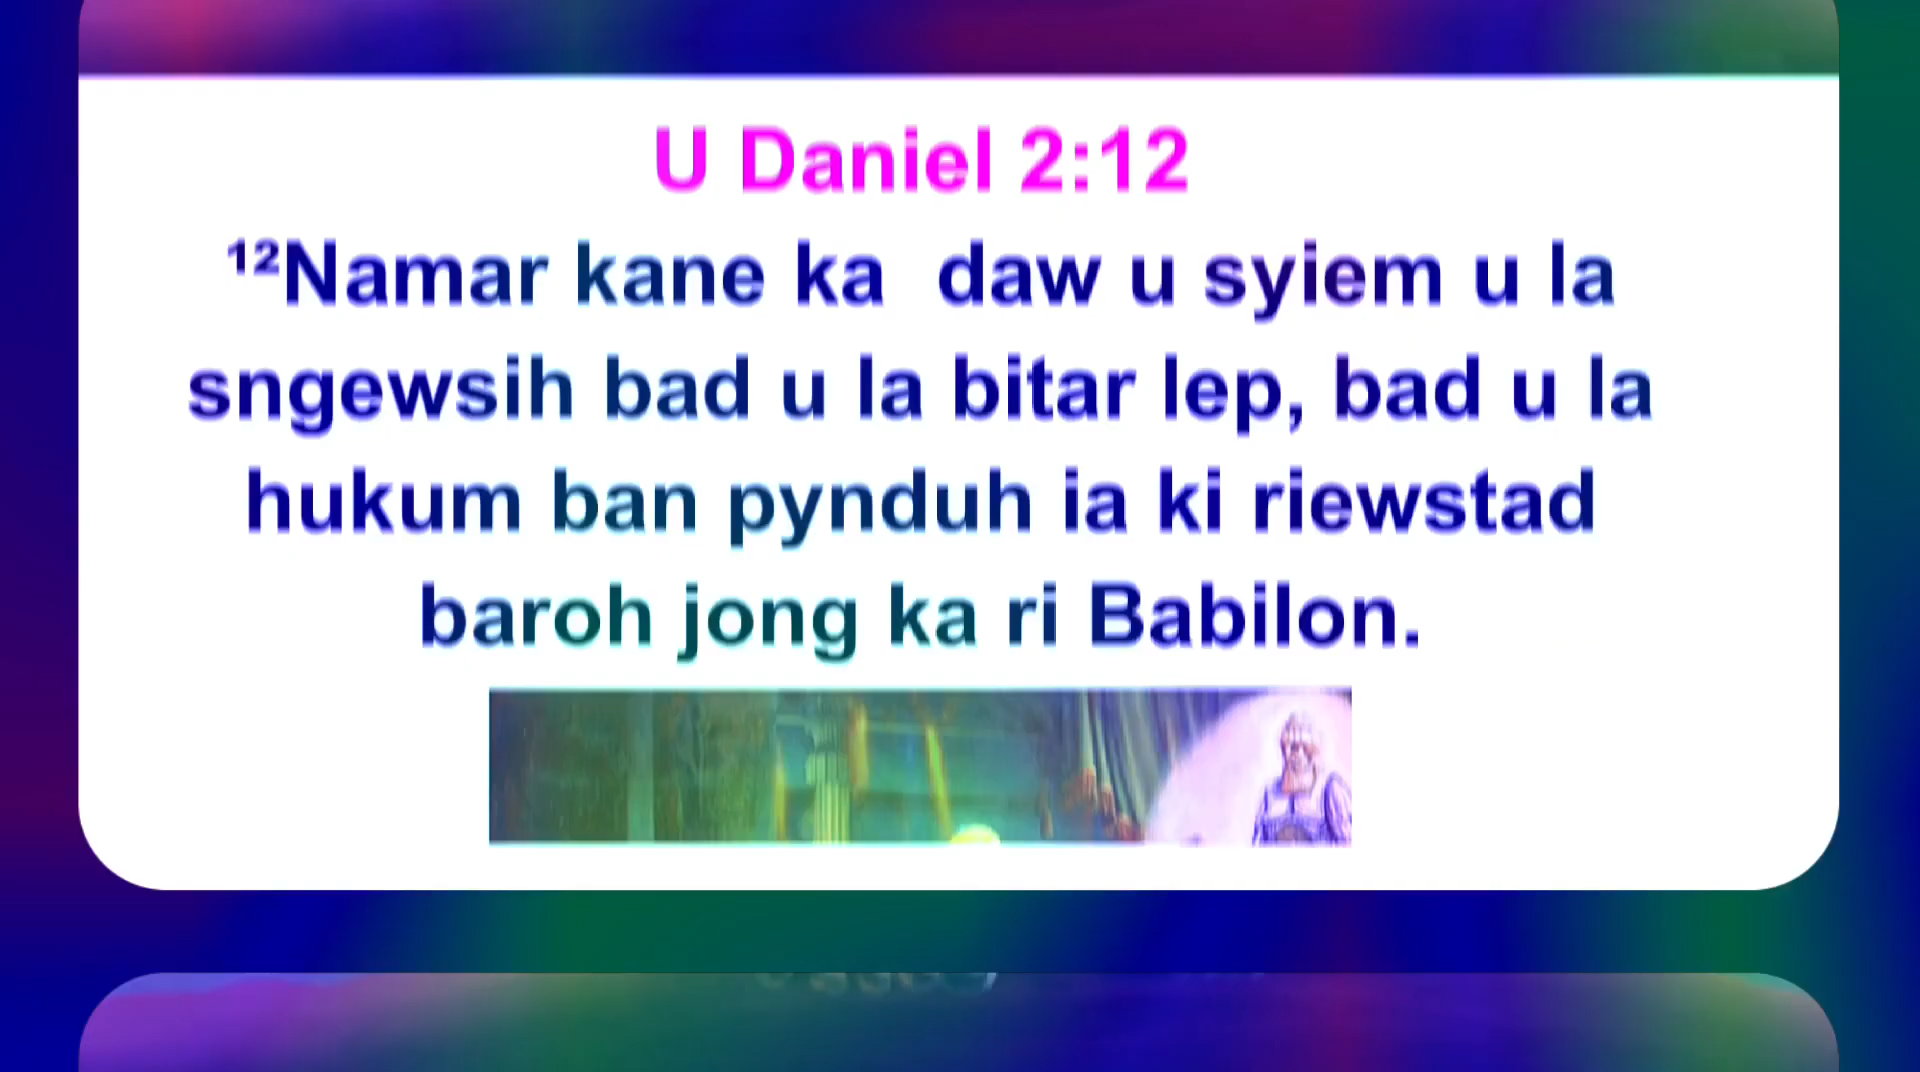 U Daniel 2:12
¹²Namar kane ka  daw u syiem u la
sngewsih bad u la bitar lep, bad u la
hukum ban pynduh ia ki riewstad
baroh jong ka ri Babilon.